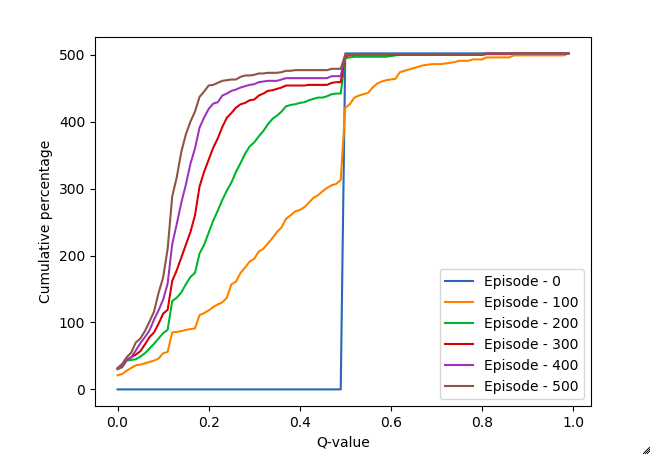 500
400
300
200
100
0
Cumulative percentage
0.0 0.2 0.4 0.6 0.8 1.0
Q-value
Episode - 0
Episode - 100
Episode - 200
Episode - 300
Episode - 400
Episode - 500